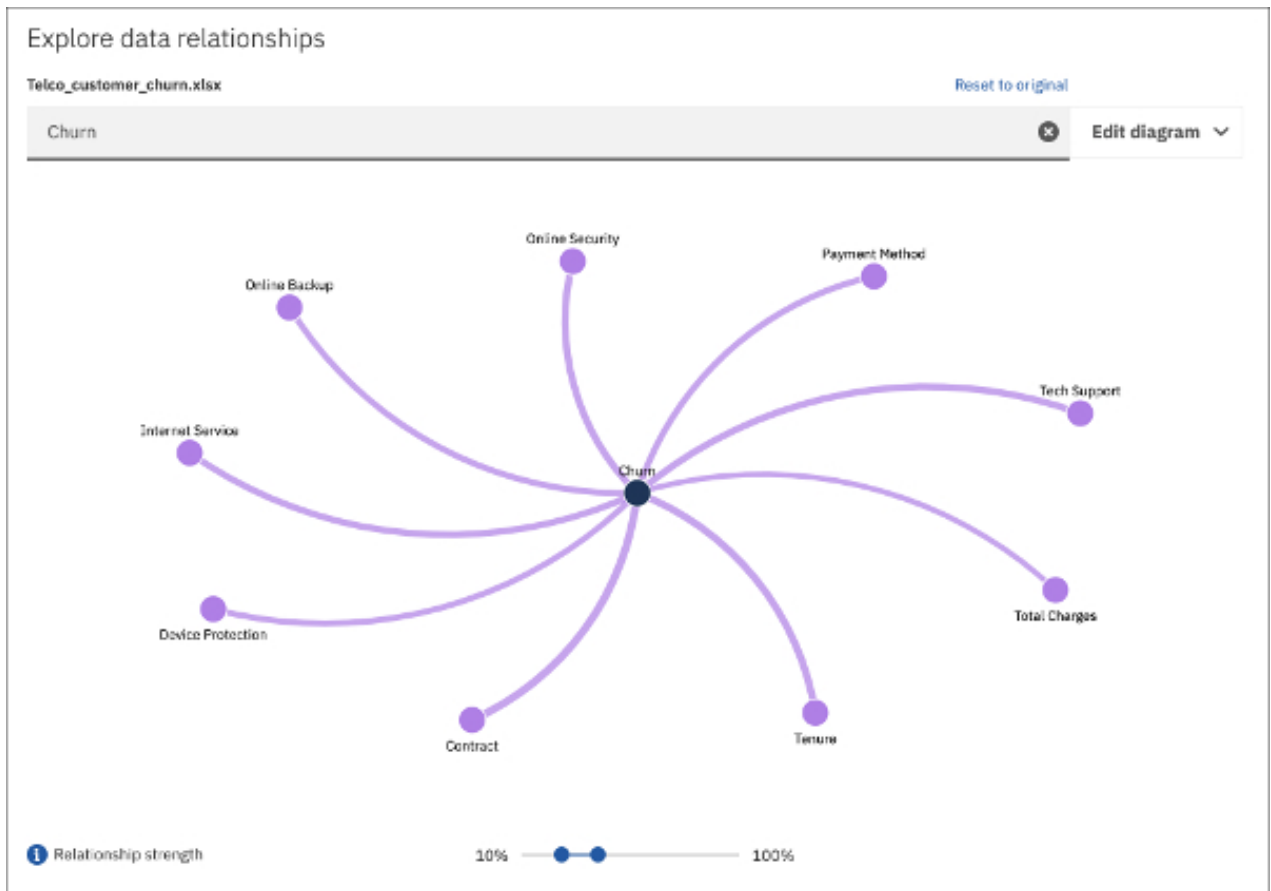 Explore data relationships
Telco_customer_churn.xlsx
Reset to original
Churn
Edit diagram
Online Security
Payment Method
Online Backup
Tech Support
Internet Service
Churn
Total Charges
Device Protection
Tenure
Contract
Relationship strength
10%
100%